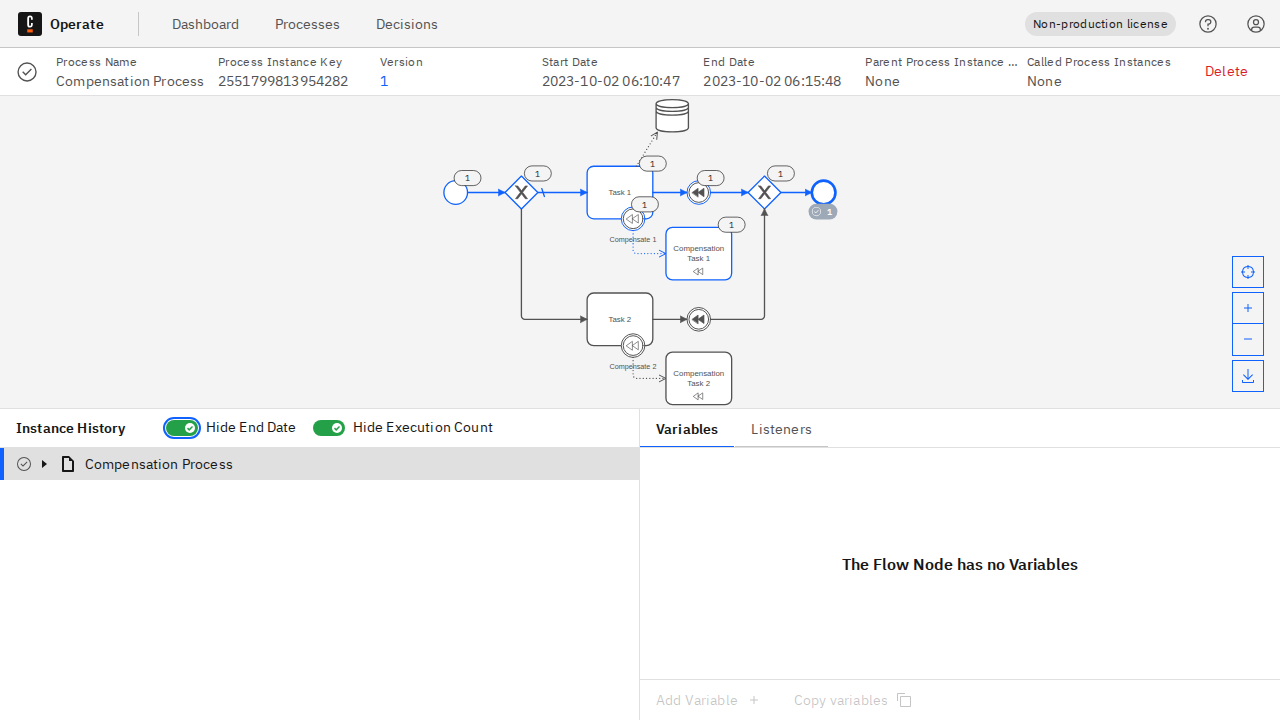 Operate
Dashboard
Processes
Decisions
Non-production license
Process Name
Compensation Process
Process Instance Key
2551799813954282
Version
1
Start Date
2023-10-02 06:10:47
End Date
2023-10-02 06:15:48
Parent Process Instance ...
None
Called Process Instances
None
Delete
1
1
1
1
1
Task 1
1
Compensate 1
1
Compensation
Task 1
1
Task 2
Compensate 2
Compensation
Task 2
Instance History
Hide End Date
Hide Execution Count
Compensation Process
Variables
Listeners
The Flow Node has no Variables
Add Variable
Copy variables